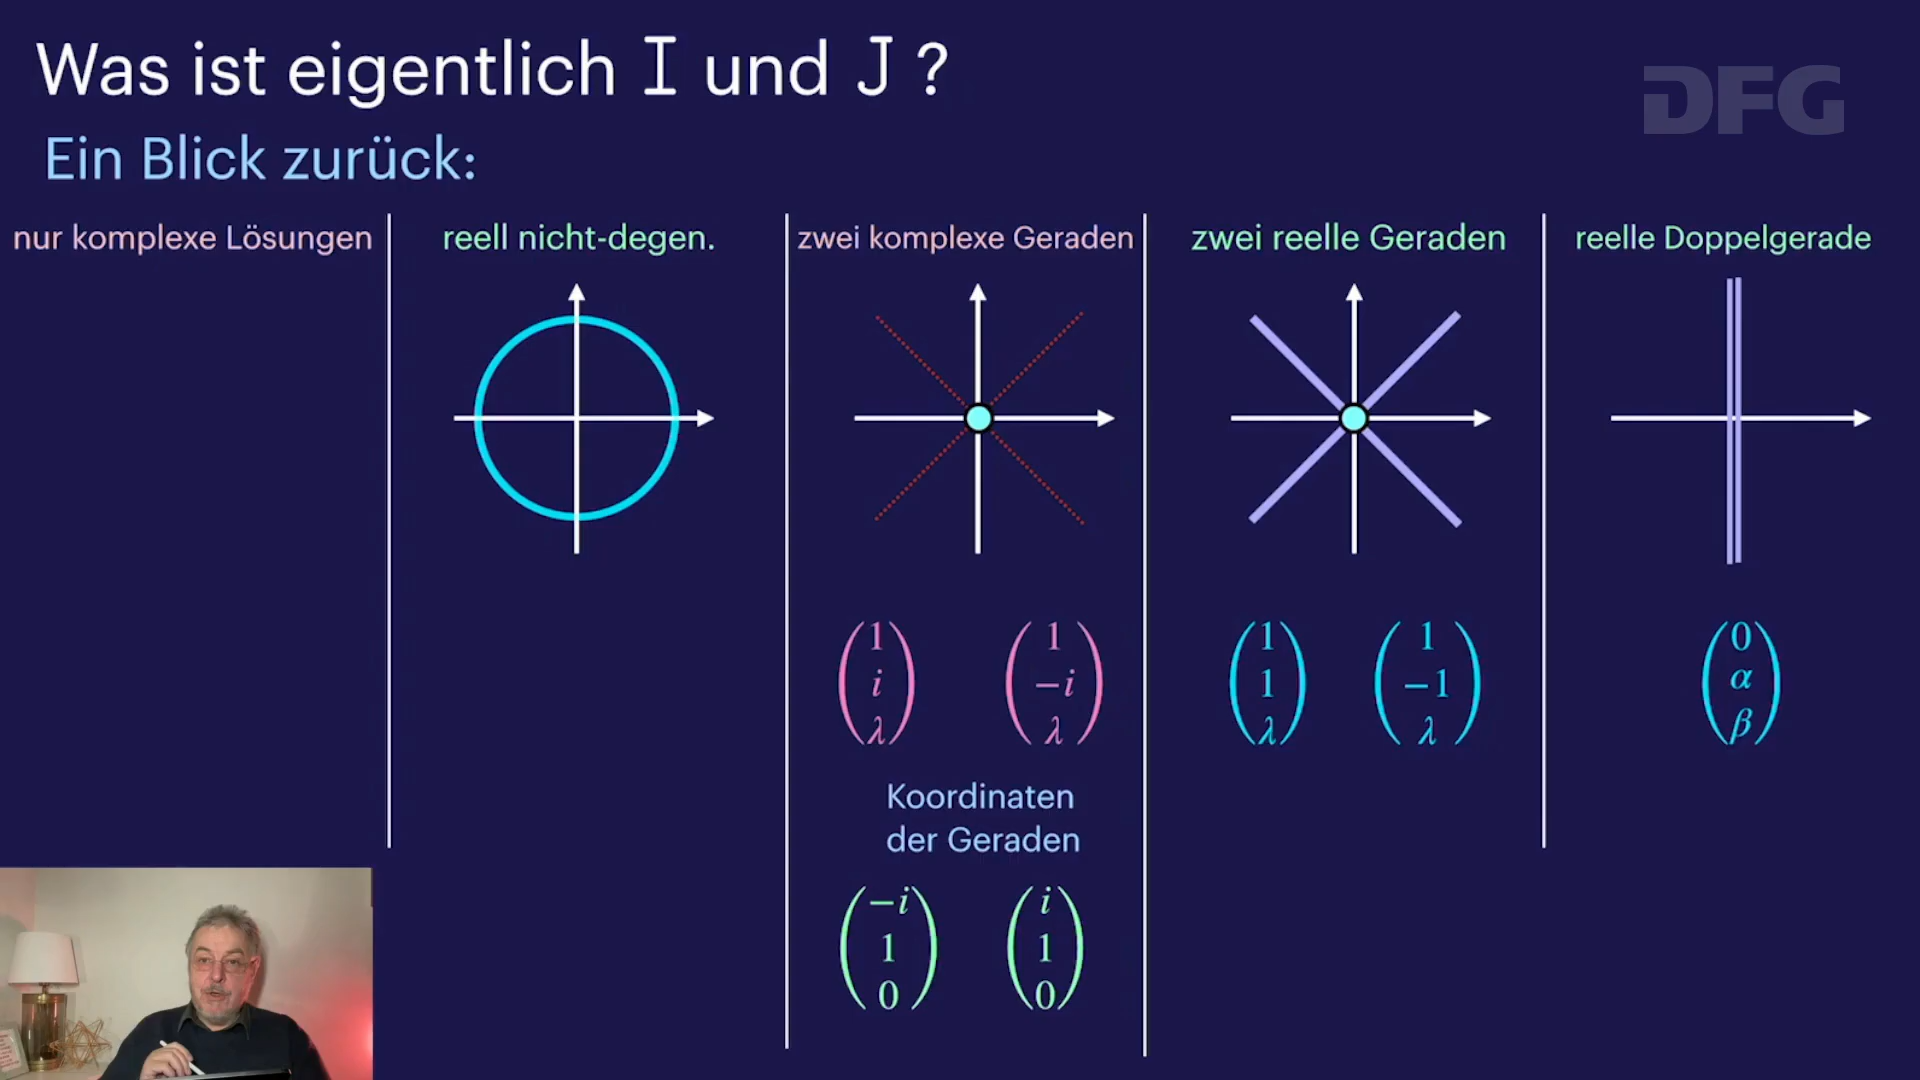 Was ist eigentlich I und J ?
DFG
Ein Blick zurück:
nur komplexe Lösungen
reell nicht-degen.
zwei komplexe Geraden
zwei reelle Geraden
reelle Doppelgerade
1 1 1 1 0
i −i 1 −1 α
λ λ λ λ β
Koordinaten
der Geraden
−i i
1 1
0 0